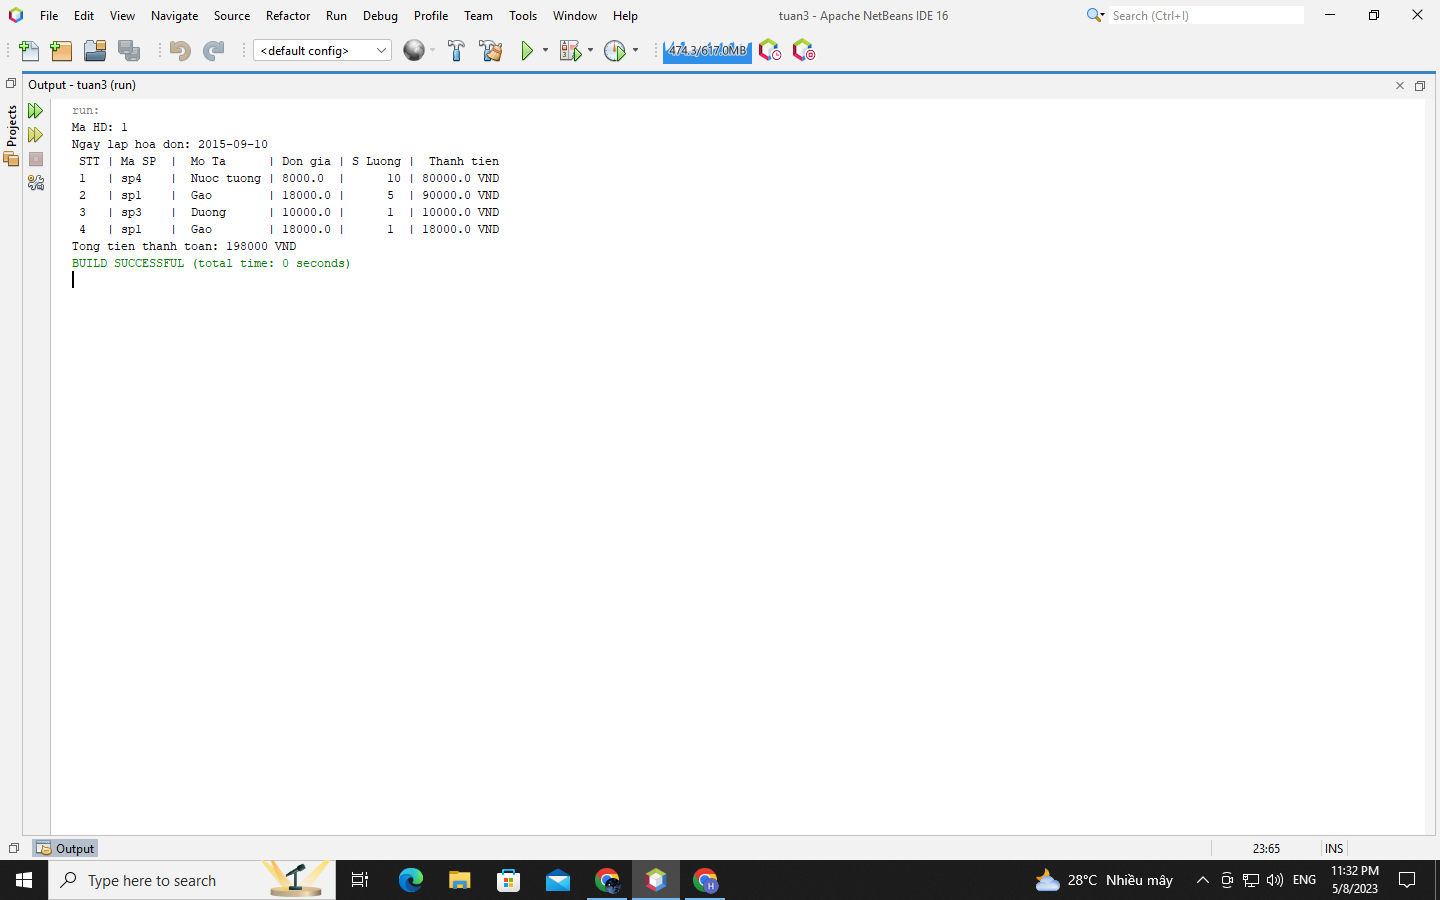 File Edit View Navigate Source Refactor Run Debug Profile Team Tools Window Help
tuan3 - Apache NetBeans IDE 16
Search (Ctrl+I)
<default config>
474.3/617.0MB
Output - tuan3 (run)
Projects
run:
Ma HD: 1
Ngay lap hoa don: 2015-09-10
STT | Ma SP | Mo Ta | Don gia | S Luong | Thanh tien
1 | sp4 | Nuoc tuong | 8000.0 | 10 | 80000.0 VND
2 | sp1 | Gao | 18000.0 | 5 | 90000.0 VND
3 | sp3 | Duong | 10000.0 | 1 | 10000.0 VND
4 | sp1 | Gao | 18000.0 | 1 | 18000.0 VND
Tong tien thanh toan: 198000 VND
BUILD SUCCESSFUL (total time: 0 seconds)
Output
23:65
INS
Type here to search
H
28°C Nhiều mây
ENG
11:32 PM
5/8/2023